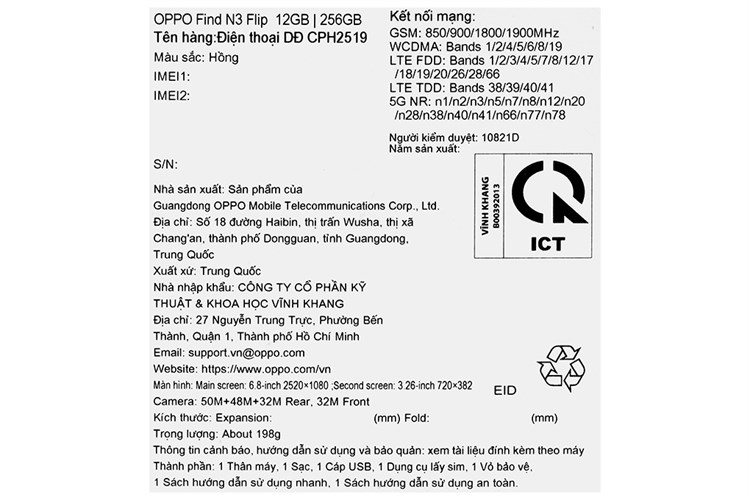 OPPO Find N3 Flip 12GB | 256GB
Tên hàng:Điện thoại DĐ CPH2519
Màu sắc: Hồng
IMEI1:
IMEI2:
S/N:
Kết nối mạng:
GSM: 850/900/1800/1900MHz
WCDMA: Bands 1/2/4/5/6/8/19
LTE FDD: Bands 1/2/3/4/5/7/8/12/17
/18/19/20/26/28/66
LTE TDD: Bands 38/39/40/41
5G NR: n1/n2/n3/n5/n7/n8/n12/n20
/n28/n38/n40/n41/n66/n77/n78
Người kiểm duyệt: 10821D
Năm sản xuất:
VĨNH KHANG
B00392013
ICT
Nhà sản xuất: Sản phẩm của
Guangdong OPPO Mobile Telecommunications Corp., Ltd.
Địa chỉ: Số 18 đường Haibin, thị trấn Wusha, thị xã
Chang'an, thành phố Dongguan, tỉnh Guangdong,
Trung Quốc
Xuất xứ: Trung Quốc
Nhà nhập khẩu: CÔNG TY CỔ PHẦN KỸ
THUẬT & KHOA HỌC VĨNH KHANG
Địa chỉ: 27 Nguyễn Trung Trực, Phường Bến
Thành, Quận 1, Thành phố Hồ Chí Minh
Email: support.vn@oppo.com
Website: https://www.oppo.com/vn
Màn hình: Main screen: 6.8-inch 2520×1080 ;Second screen: 3.26-inch 720×382
Camera: 50M+48M+32M Rear, 32M Front
EID
Kích thước: Expansion: (mm) Fold: (mm)
Trọng lượng: About 198g
Thông tin cảnh báo, hướng dẫn sử dụng và bảo quản: xem tài liệu đính kèm theo máy
Thành phần: 1 Thân máy, 1 Sạc, 1 Cáp USB, 1 Dụng cụ lấy sim, 1 Vỏ bảo vệ,
1 Sách hướng dẫn sử dụng nhanh, 1 Sách hướng dẫn sử dụng an toàn.